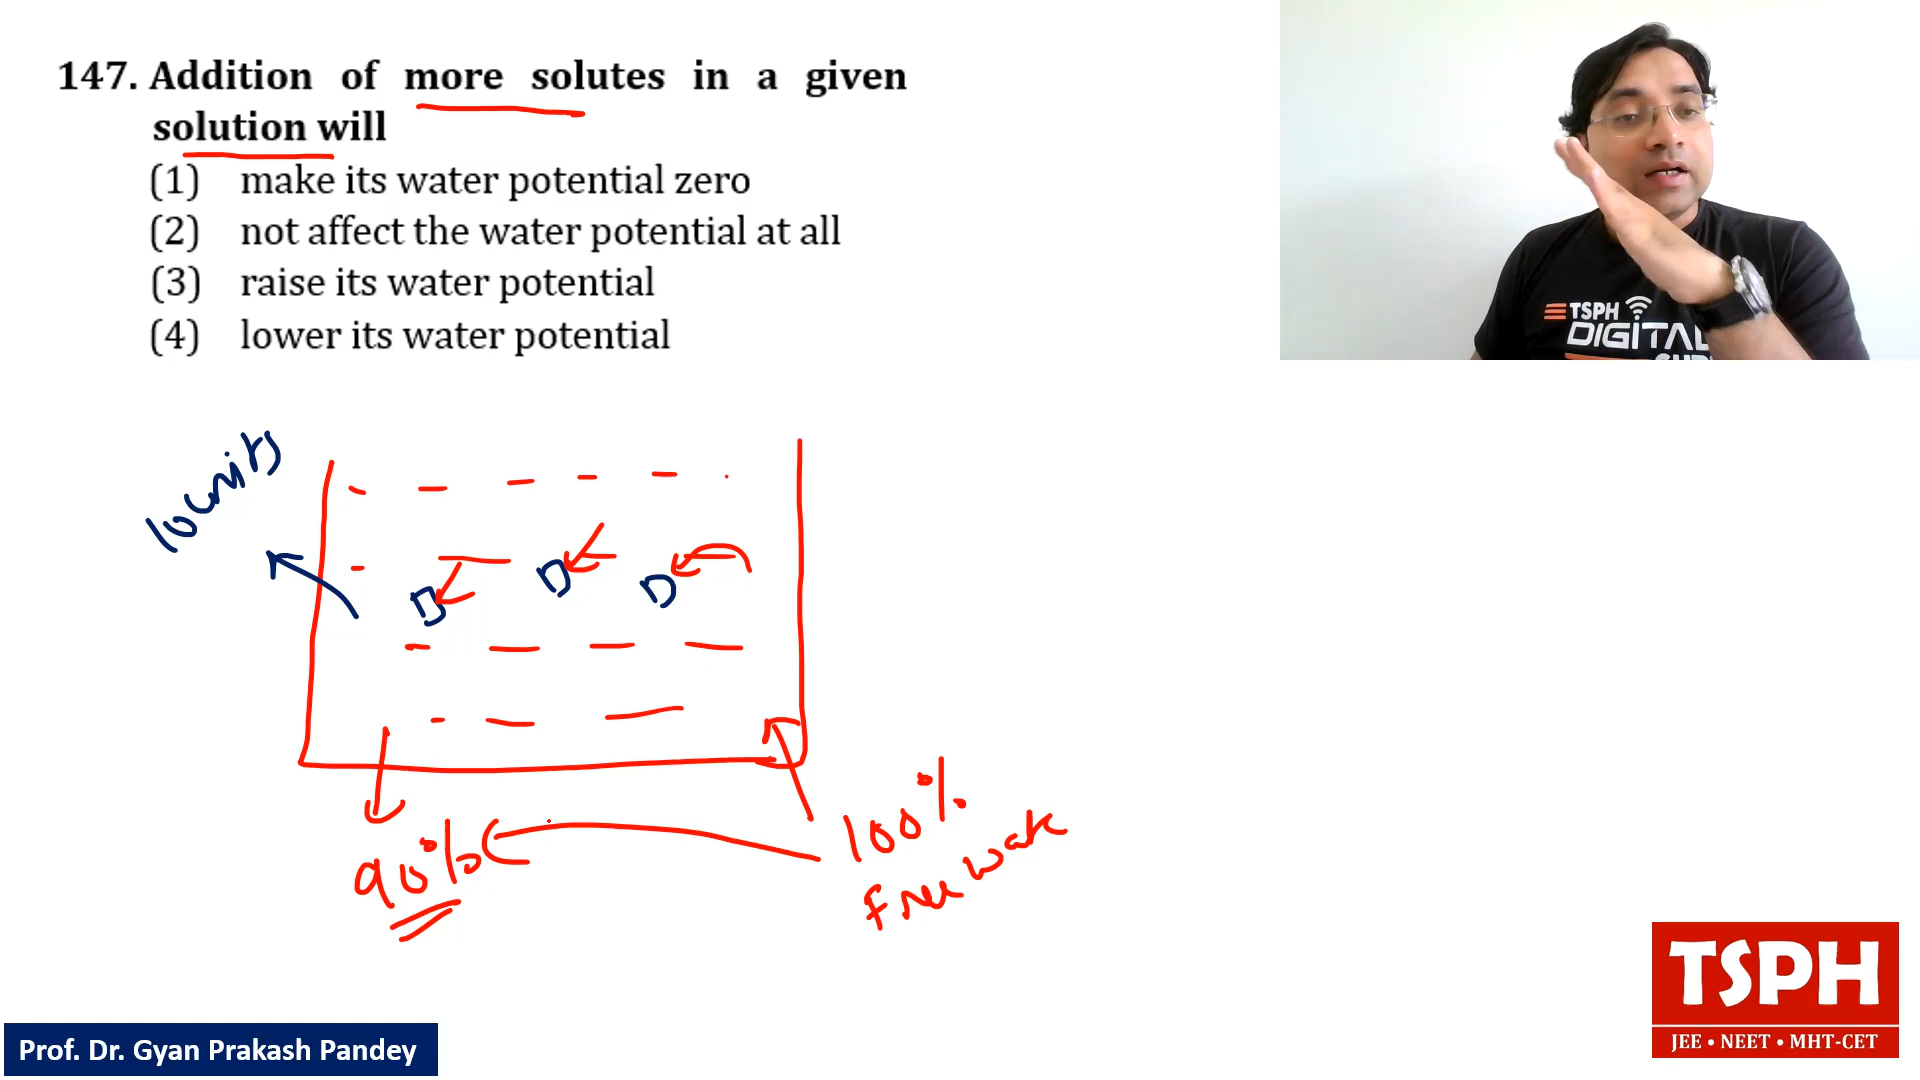 147. Addition of more solutes in a given
solution will
(1) make its water potential zero
(2) not affect the water potential at all
(3) raise its water potential
(4) lower its water potential
TSPH
DIGITAL
10 units
90%
100%
Free wate
TSPH
JEE • NEET • MHT-CET
Prof. Dr. Gyan Prakash Pandey